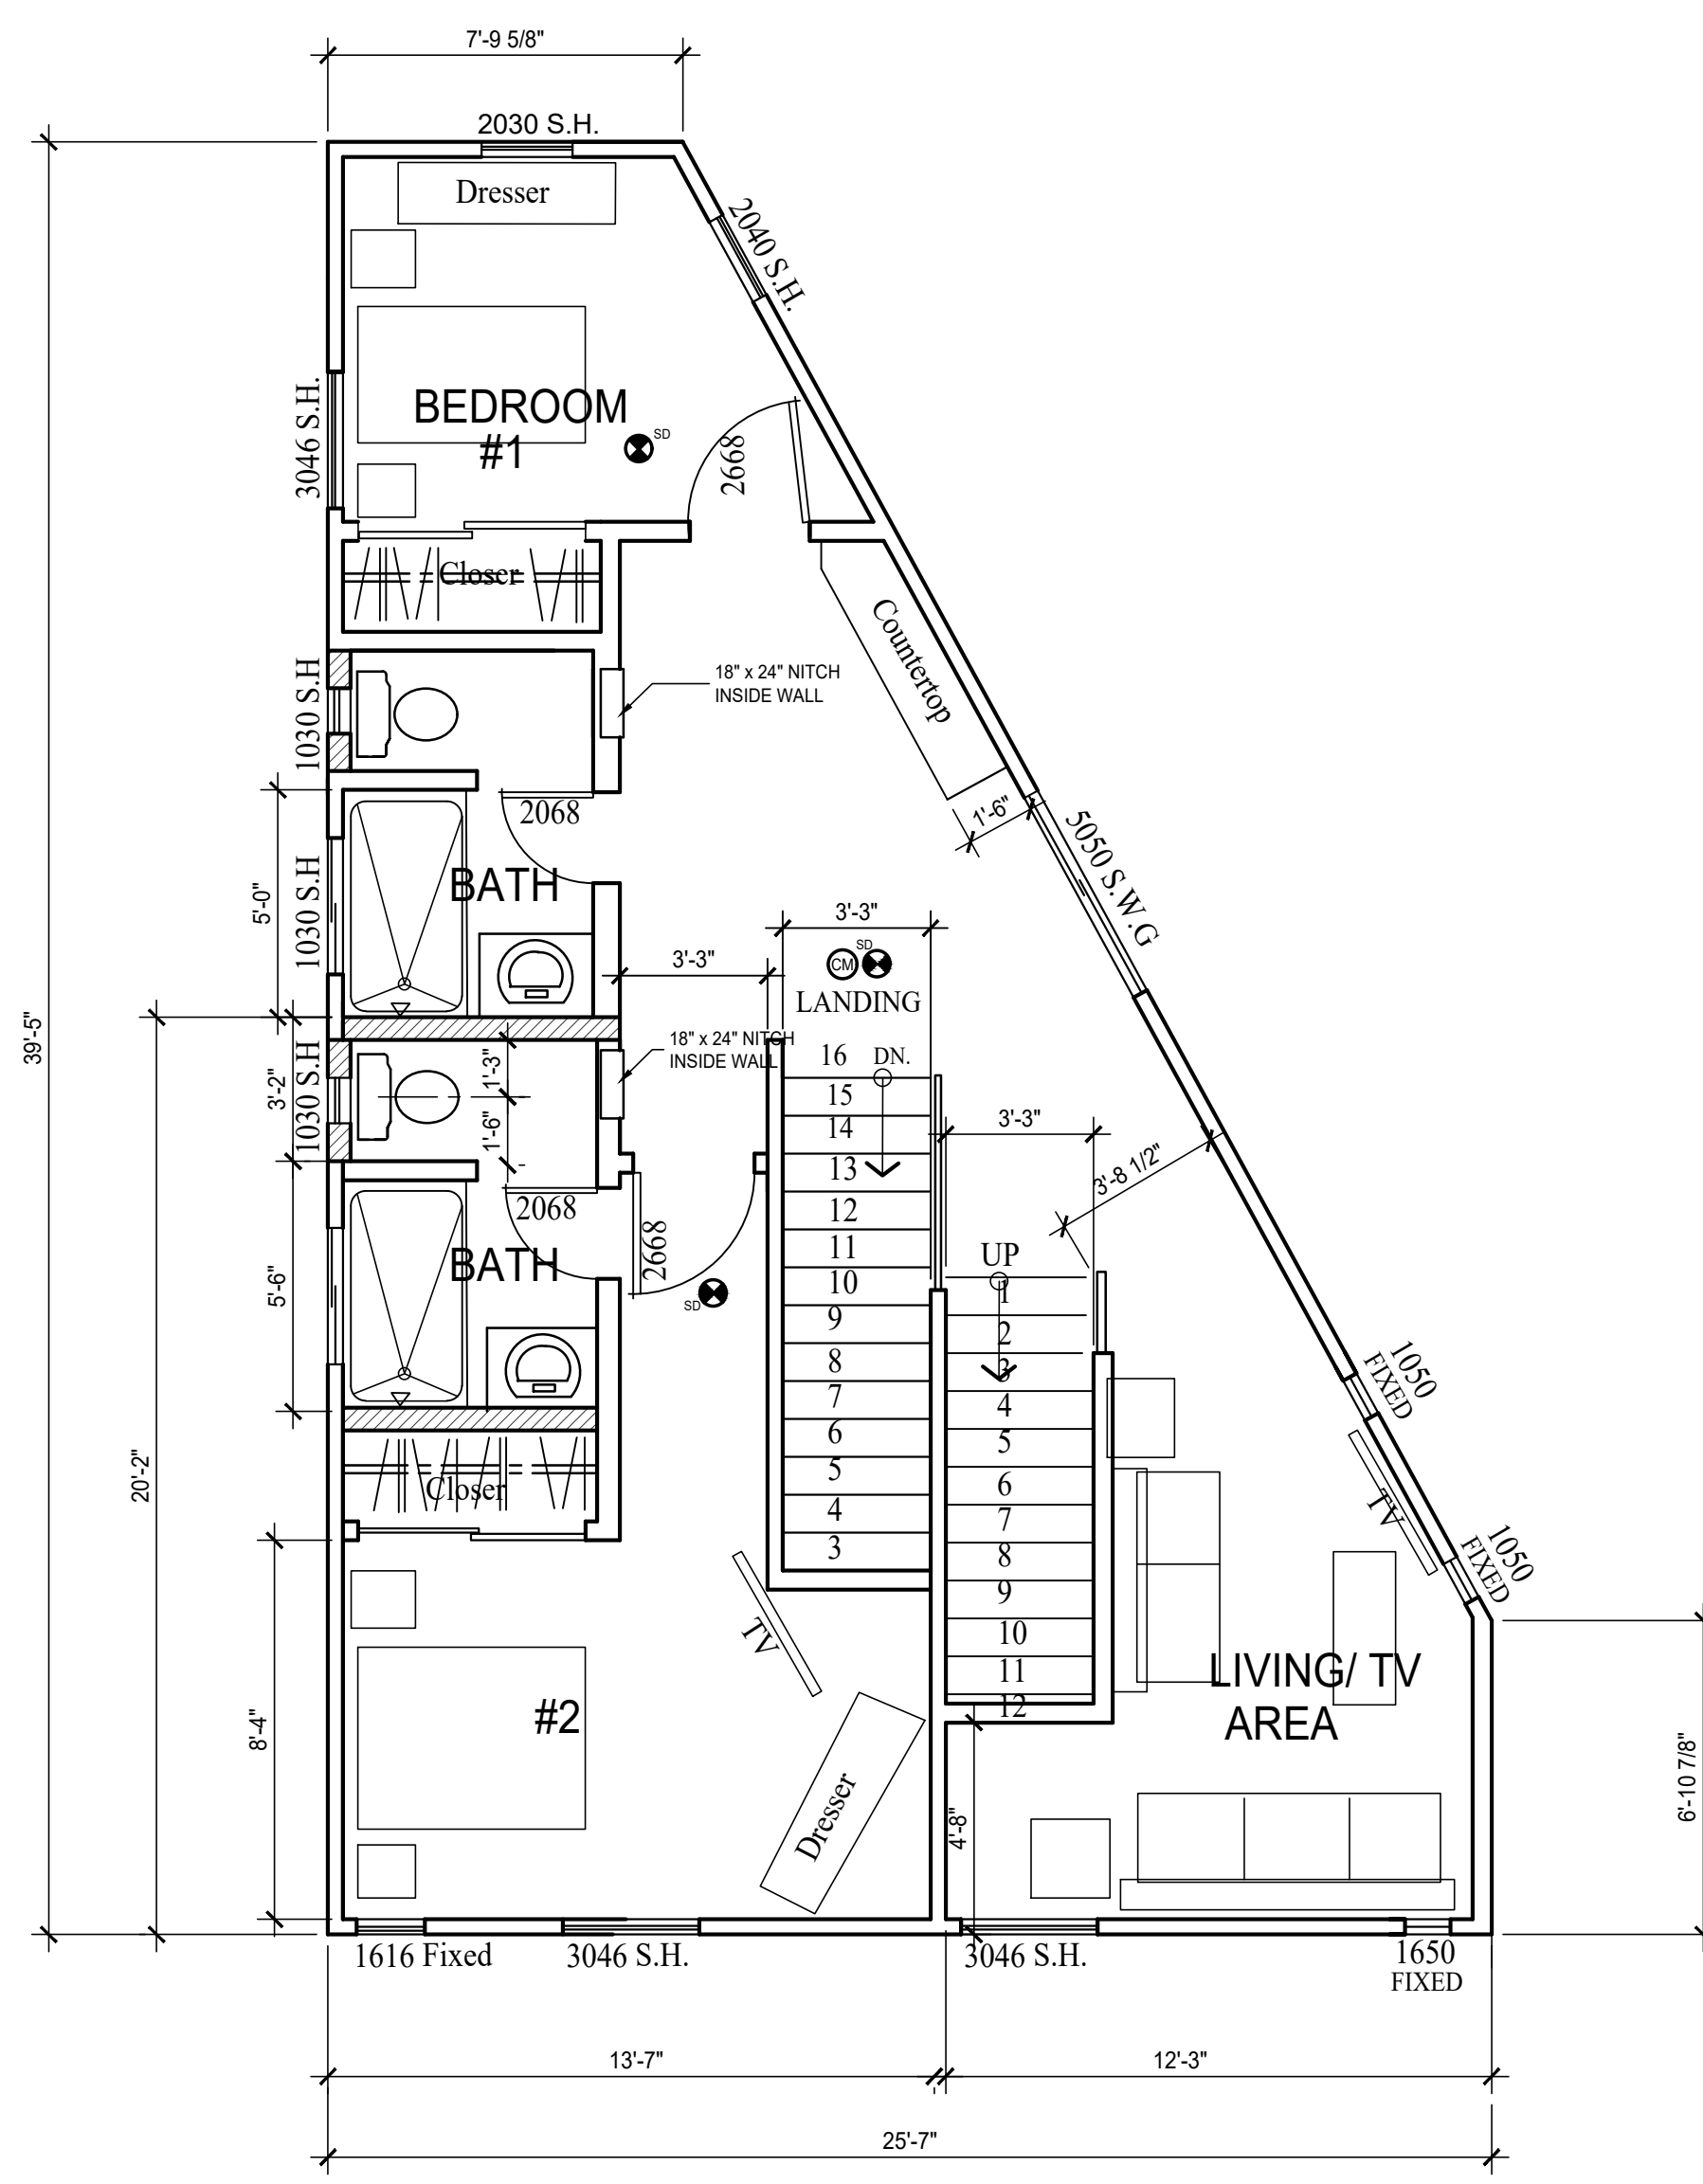 7'-9 5/8"
2030 S.H.
Dresser
2040 S.H.
BEDROOM
#1
SD
3046 S.H.
2668
Closer
Countertop
18" x 24" NITCH
INSIDE WALL
1030 S.H
2068
1'-6"
5050 S.W.G
BATH
1030 S.H
5'-0"
3'-3"
3'-3"
SD
CM
LANDING
39'-5"
18" x 24" NITCH
INSIDE WALL
1'-3"
1'-6"
3'-2"
1030 S.H
16
DN.
15
14
13
12
11
10
9
8
7
6
5
4
3
3'-3"
3'-8 1/2"
2068
2668
BATH
SD
5'-6"
UP
1
2
3
4
5
6
7
8
9
10
11
12
1050
FIXED
TV
1050
FIXED
20'-2"
Closer
TV
LIVING/ TV
AREA
#2
8'-4"
Dresser
4'-8"
6'-10 7/8"
1616 Fixed
3046 S.H.
3046 S.H.
1650
FIXED
13'-7"
12'-3"
25'-7"